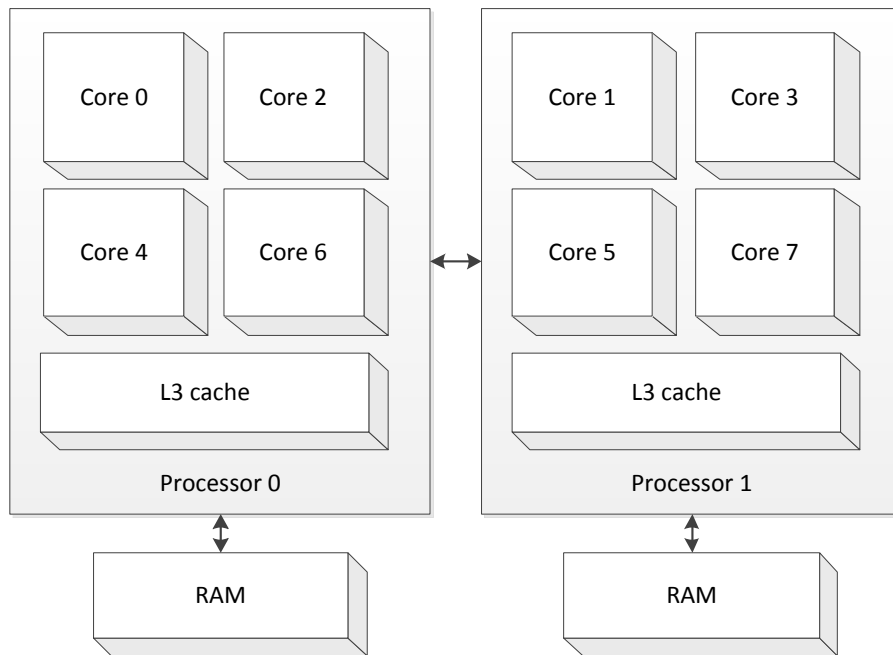 Core 0
Core 2
Core 4
Core 6
L3 cache
Processor 0
RAM
Core 1
Core 3
Core 5
Core 7
L3 cache
Processor 1
RAM